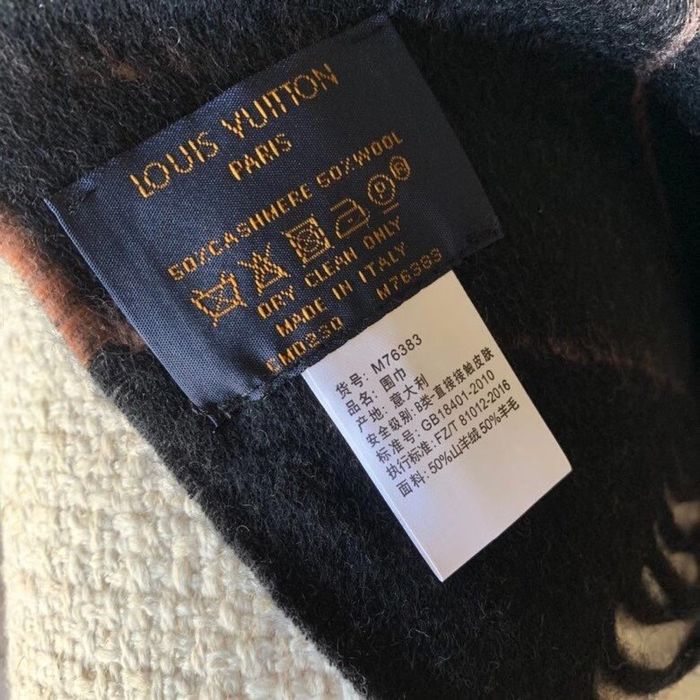 LOUIS VUITTON
PARIS
50%CASHMERE 50%WOOL
DRY CLEAN ONLY
MADE IN ITALY
CM0230 M76383
货号: M76383
品名: 围巾
产地: 意大利
安全级别: B类-直接接触皮肤
标准号: GB18401-2010
执行标准: FZ/T 81012-2016
面料: 50%山羊绒50%羊毛